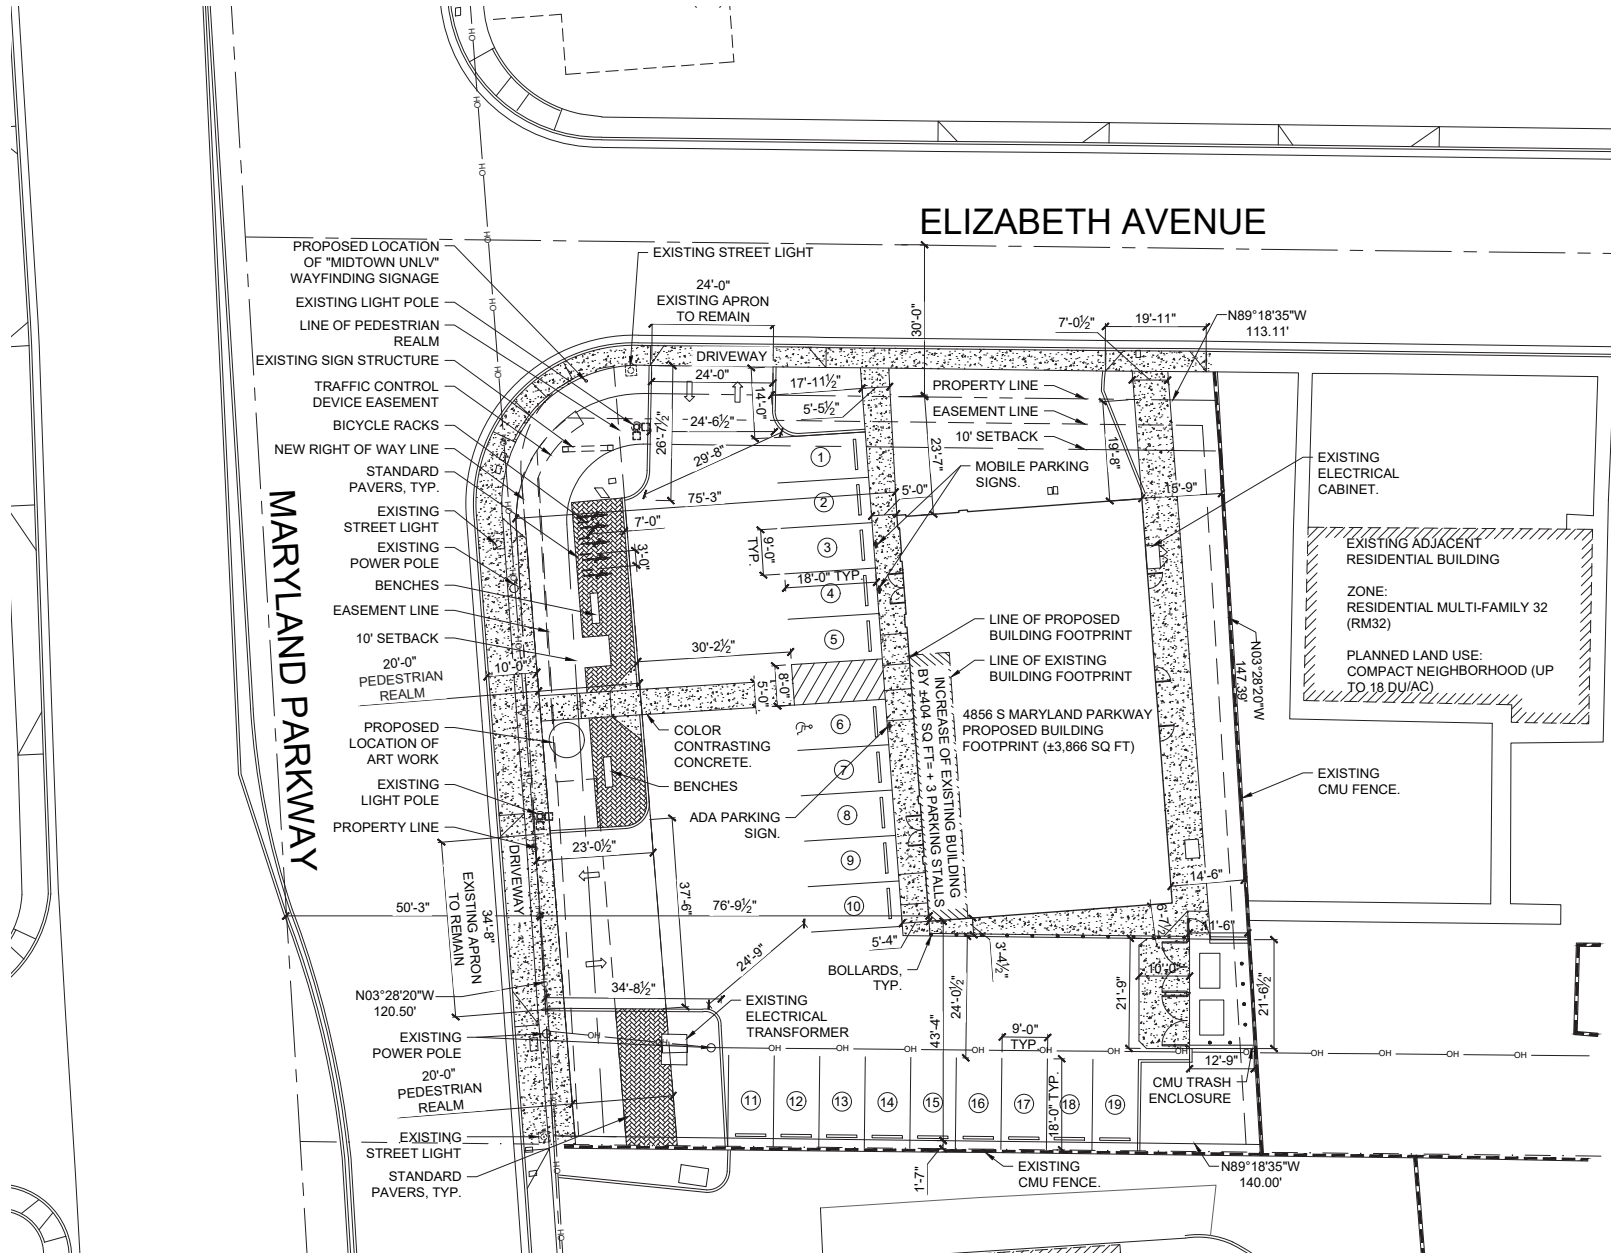 ELIZABETH AVENUE
MARYLAND PARKWAY
PROPOSED LOCATION
OF "MIDTOWN UNLV"
WAYFINDING SIGNAGE
EXISTING LIGHT POLE
LINE OF PEDESTRIAN
REALM
EXISTING SIGN STRUCTURE
TRAFFIC CONTROL
DEVICE EASEMENT
BICYCLE RACKS
NEW RIGHT OF WAY LINE
STANDARD
PAVERS, TYP.
EXISTING
STREET LIGHT
EXISTING
POWER POLE
BENCHES
EASEMENT LINE
10' SETBACK
20'-0"
PEDESTRIAN
REALM
10'-0"
PROPOSED
LOCATION OF
ART WORK
EXISTING
LIGHT POLE
PROPERTY LINE
EXISTING STREET LIGHT
24'-0"
EXISTING APRON
TO REMAIN
30'-0"
DRIVEWAY
24'-0"
17'-11½"
14'-0"
5'-5½"
24'-6½"
26'-7½"
29'-8"
75'-3"
7'-0"
3'-0"
9'-0"
TYP.
18'-0" TYP.
5'-0"
23'-7"
7'-0½"
19'-11"
N89°18'35"W
113.11'
PROPERTY LINE
EASEMENT LINE
10' SETBACK
19'-8"
MOBILE PARKING
SIGNS.
15'-9"
EXISTING
ELECTRICAL
CABINET.
EXISTING ADJACENT
RESIDENTIAL BUILDING
ZONE:
RESIDENTIAL MULTI-FAMILY 32
(RM32)
PLANNED LAND USE:
COMPACT NEIGHBORHOOD (UP
TO 18 DU/AC)
N03°28'20"W
147.39'
LINE OF PROPOSED
BUILDING FOOTPRINT
LINE OF EXISTING
BUILDING FOOTPRINT
4856 S MARYLAND PARKWAY
PROPOSED BUILDING
FOOTPRINT (±3,866 SQ FT)
INCREASE OF EXISTING BUILDING
BY ±404 SQ FT= + 3 PARKING STALLS
30'-2½"
8'-0"
5'-0"
COLOR
CONTRASTING
CONCRETE.
BENCHES
ADA PARKING
SIGN.
EXISTING
CMU FENCE.
1
2
3
4
5
6
7
8
9
10
23'-0½"
DRIVEWAY
34'-8"
EXISTING APRON
TO REMAIN
50'-3"
37'-6"
76'-9½"
24'-9"
34'-8½"
N03°28'20"W
120.50'
EXISTING
POWER POLE
20'-0"
PEDESTRIAN
REALM
EXISTING
STREET LIGHT
STANDARD
PAVERS, TYP.
EXISTING
ELECTRICAL
TRANSFORMER
5'-4"
BOLLARDS,
TYP.
3'-4½"
24'-0½"
43'-4"
9'-0"
TYP
18'-0" TYP.
14'-6"
11'-6"
10'-0"
21'-9"
21'-6½"
12'-9"
CMU TRASH
ENCLOSURE
11
12
13
14
15
16
17
18
19
1'-7"
EXISTING
CMU FENCE.
N89°18'35"W
140.00'
OH
OH
OH
OH
OH
OH
OH
OH
OH
OH
OH